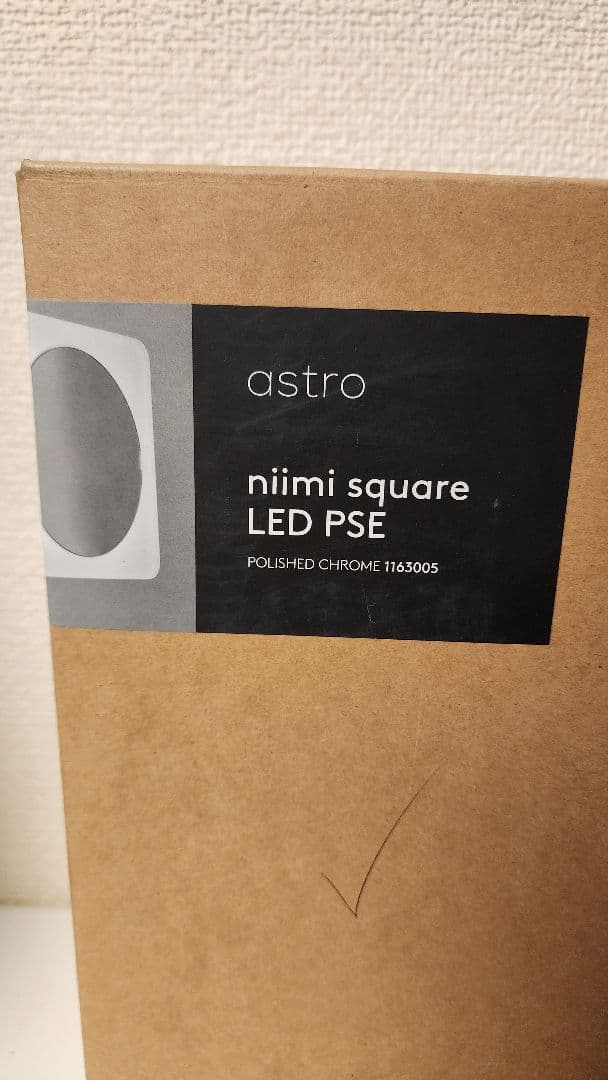 astro
niimi square
LED PSE
POLISHED CHROME 1163005